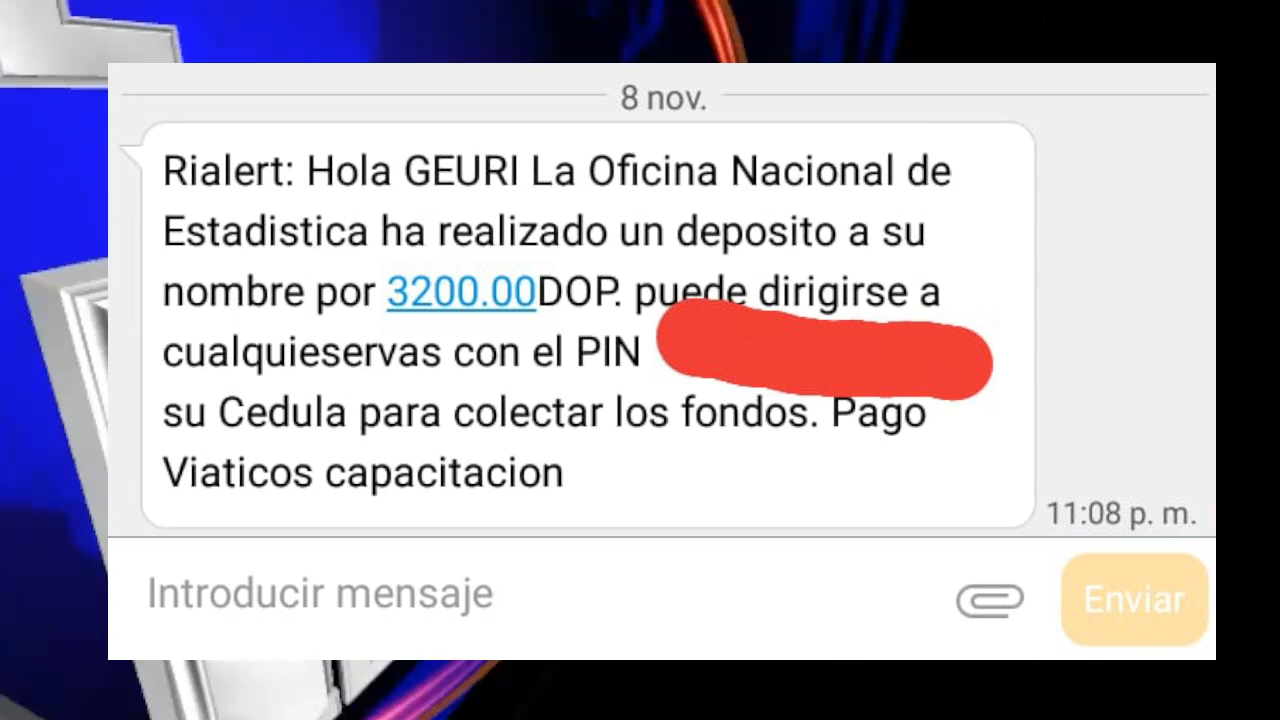 8 nov.
Rialert: Hola GEURI La Oficina Nacional de
Estadistica ha realizado un deposito a su
nombre por 3200.00DOP. puede dirigirse a
cualquieservas con el PIN
su Cedula para colectar los fondos. Pago
Viaticos capacitacion
11:08 p. m.
Introducir mensaje
Enviar